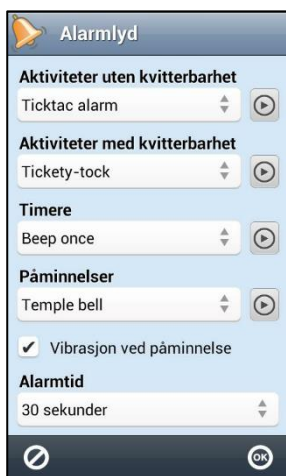 Alarmlyd
Aktiviteter uten kvitterbarhet
Ticktac alarm
Aktiviteter med kvitterbarhet
Tickety-tock
Timere
Beep once
Påminnelser
Temple bell
Vibrasjon ved påminnelse
Alarmtid
30 sekunder
OK